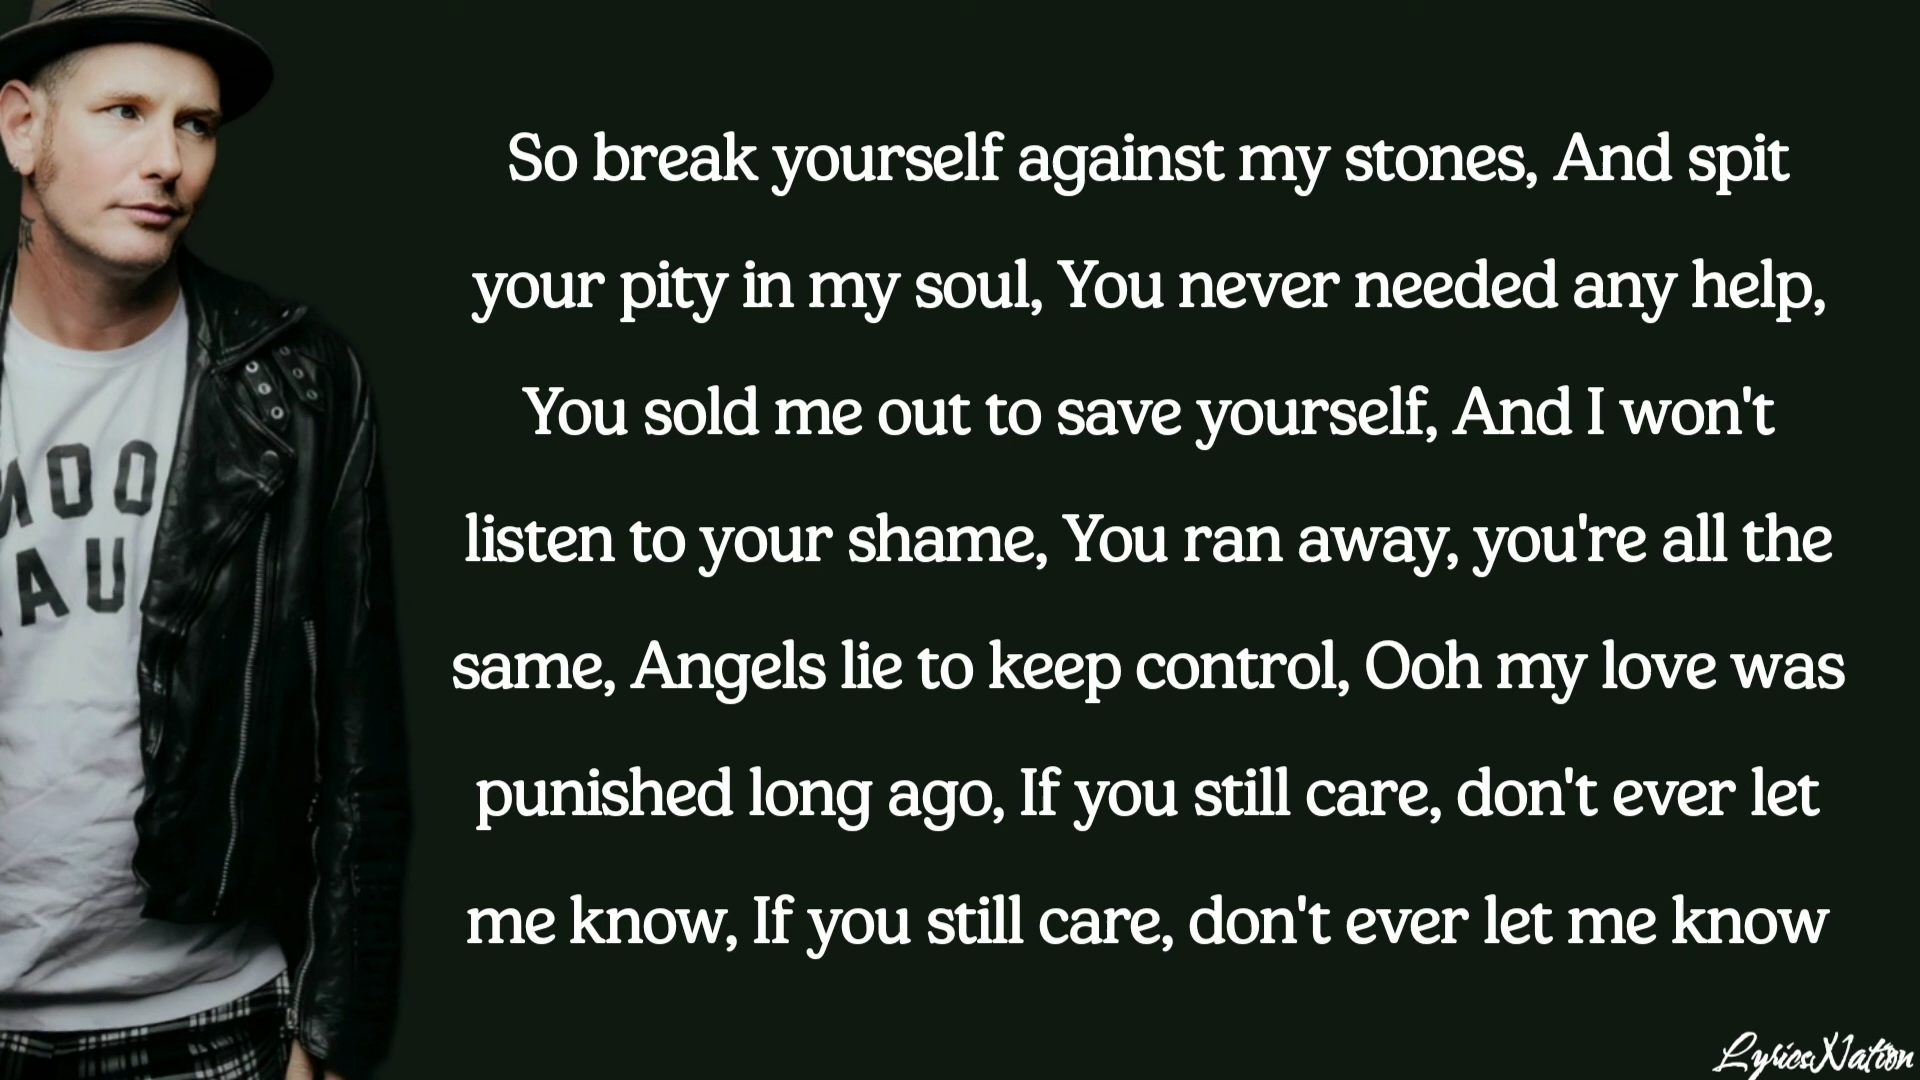 So break yourself against my stones, And spit
your pity in my soul, You never needed any help,
You sold me out to save yourself, And I won't
listen to your shame, You ran away, you're all the
same, Angels lie to keep control, Ooh my love was
punished long ago, If you still care, don't ever let
me know, If you still care, don't ever let me know
LyricsNation